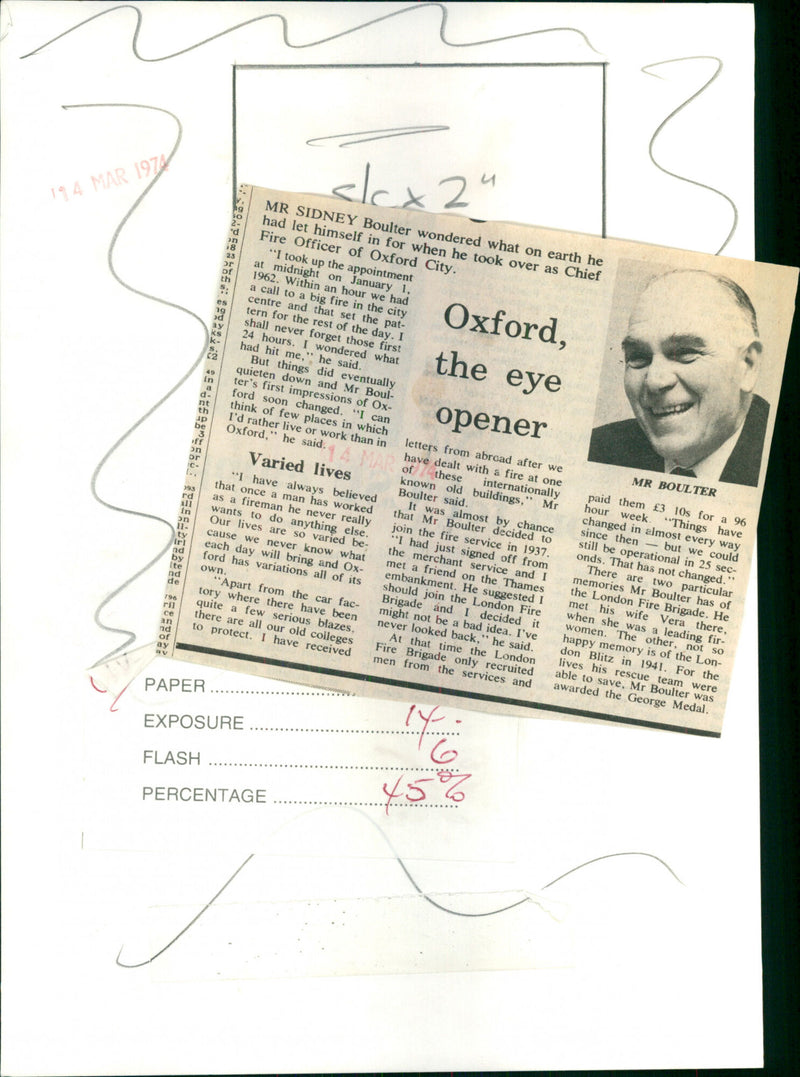 14 MAR 1974
s/c x 2"
MR SIDNEY Boulter wondered what on earth he
had let himself in for when he took over as Chief
Fire Officer of Oxford City.
"I took up the appointment
at midnight on January 1,
1962. Within an hour we had
a call to a big fire in the city
centre and that set the pat-
tern for the rest of the day. I
shall never forget those first
24 hours. I wondered what
had hit me," he said.
But things did eventually
quieten down and Mr Boul-
ter's first impressions of Ox-
ford soon changed. "I can
think of few places in which
I'd rather live or work than in
Oxford," he said.
Varied lives
"I have always believed
that once a man has worked
as a fireman he never really
wants to do anything else.
Our lives are so varied be-
cause we never know what
each day will bring and Ox-
ford has variations all of its
own.
"Apart from the car fac-
tory where there have been
quite a few serious blazes,
there are all our old colleges
to protect. I have received
Oxford,
the eye
opener
14 MAR 1974
letters from abroad after we
have dealt with a fire at one
of these internationally
known old buildings," Mr
Boulter said.
It was almost by chance
that Mr Boulter decided to
join the fire service in 1937.
"I had just signed off from
the merchant service and I
met a friend on the Thames
embankment. He suggested I
should join the London Fire
Brigade and I decided it
might not be a bad idea. I've
never looked back," he said.
At that time the London
Fire Brigade only recruited
men from the services and
MR BOULTER
paid them £3 10s for a 96
hour week "Things have
changed in almost every way
since then — but we could
still be operational in 25 sec-
onds. That has not changed."
There are two particular
memories Mr Boulter has of
the London Fire Brigade. He
met his wife Vera there,
when she was a leading fir-
women. The other, not so
happy memory is of the Lon-
don Blitz in 1941. For the
lives his rescue team were
able to save, Mr Boulter was
awarded the George Medal.
PAPER
EXPOSURE 14.
FLASH 6
PERCENTAGE 45%